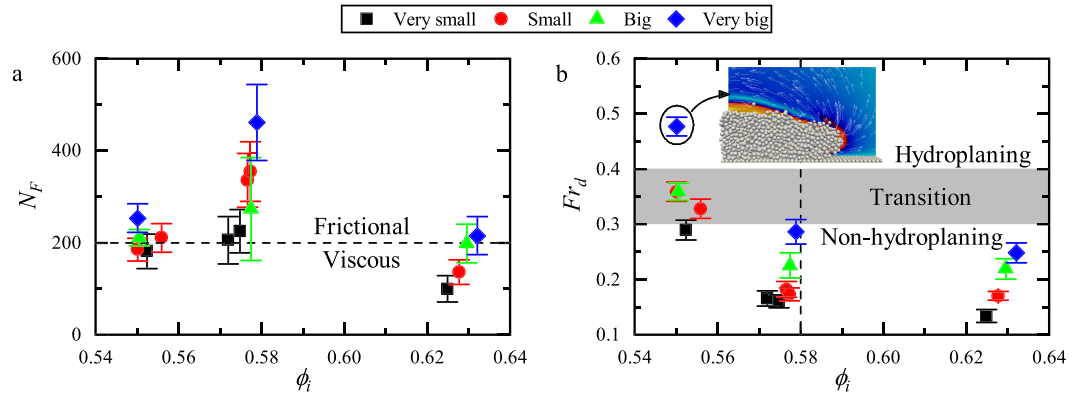 Very small Small Big Very big
a
600
400
200
0
N_F
Frictional
Viscous
0.54 0.56 0.58 0.60 0.62 0.64
ϕ_i
b
0.6
0.5
0.4
0.3
0.2
0.1
Fr_d
Hydroplaning
Transition
Non-hydroplaning
0.54 0.56 0.58 0.60 0.62 0.64
ϕ_i